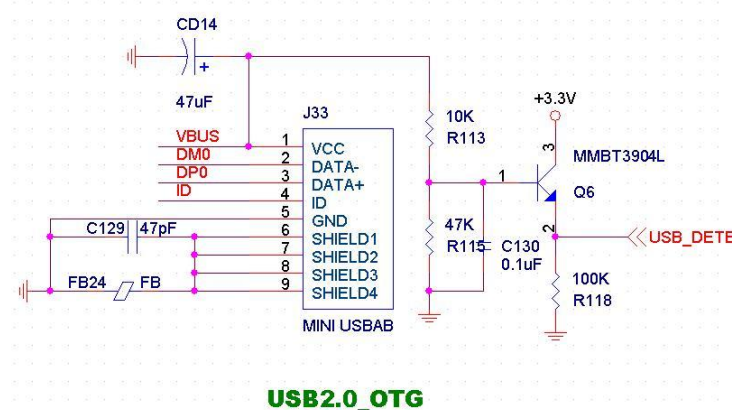 CD14
47uF
J33
+3.3V
10K
R113
MMBT3904L
VBUS 1 VCC
DM0 2 DATA-
DP0 3 DATA+
ID 4 ID
5 GND
C129 47pF 6 SHIELD1
7 SHIELD2
8 SHIELD3
FB24 FB 9 SHIELD4
MINI USBAB
1
3
Q6
2
47K
R115
C130
0.1uF
USB_DETE
100K
R118
USB2.0_OTG